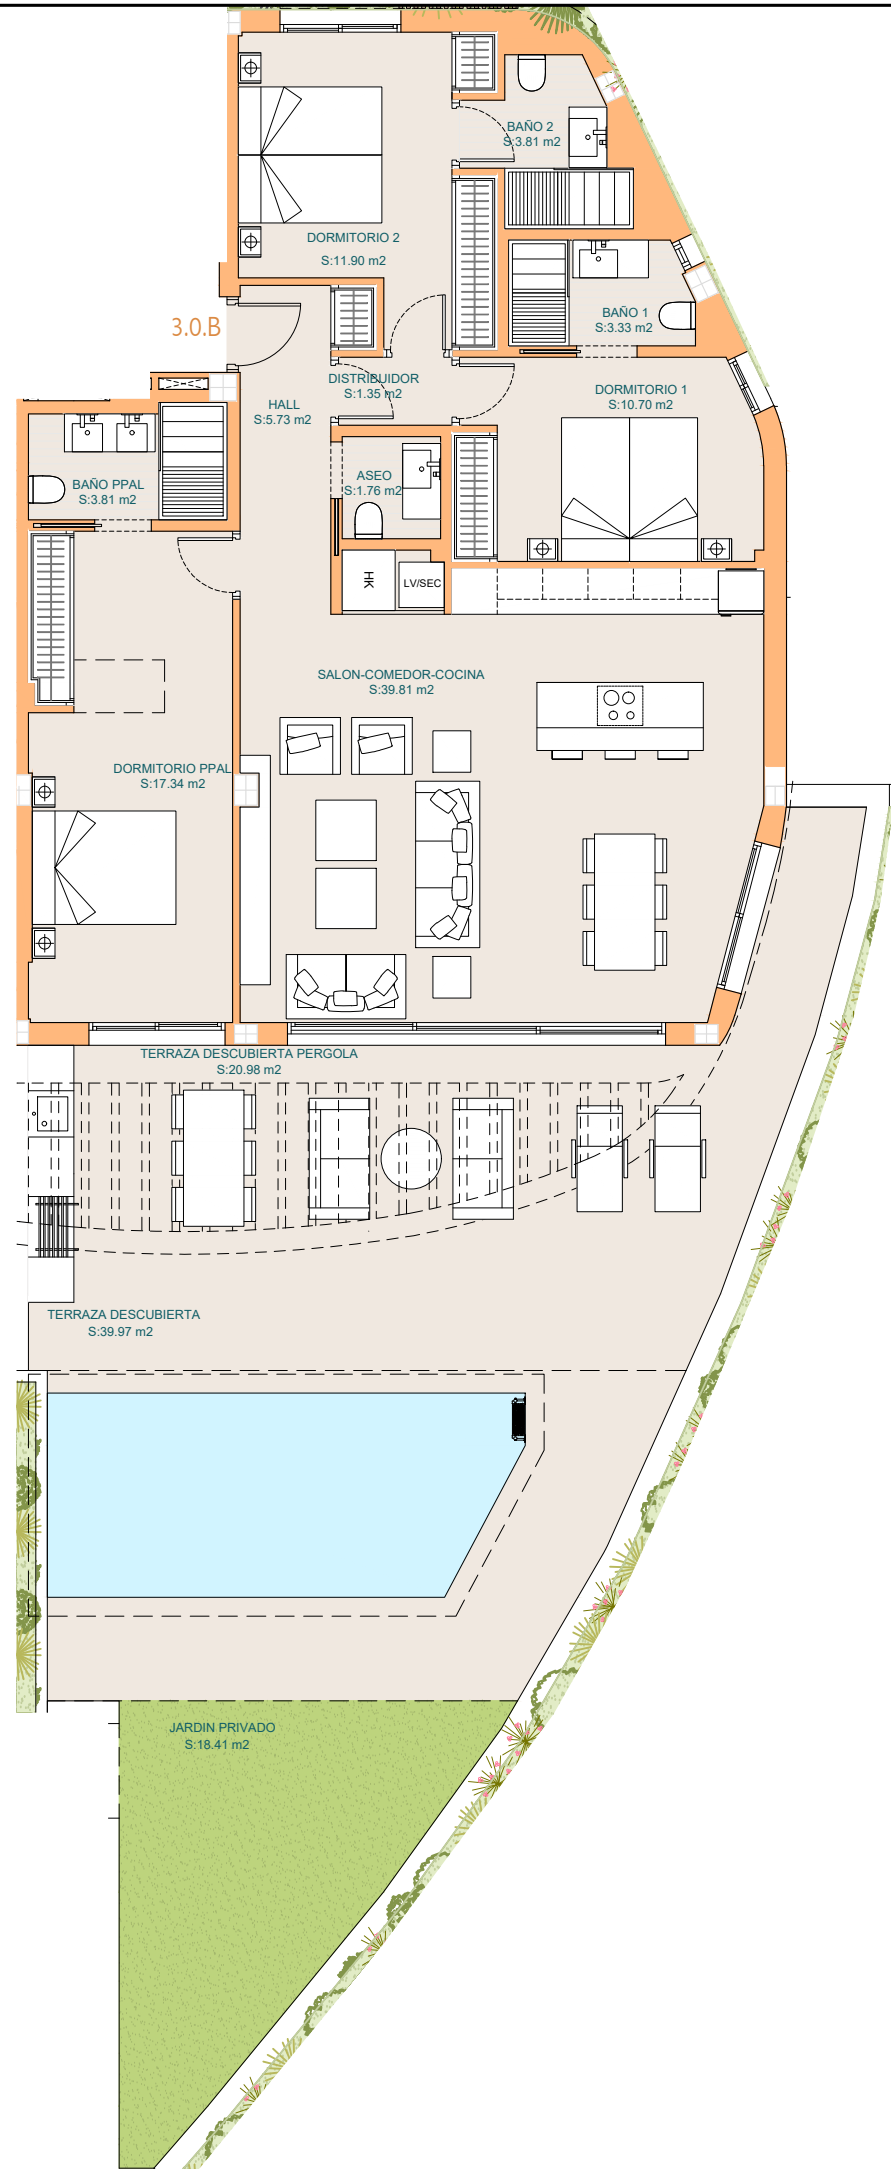 BAÑO 2
S:3.81 m2
DORMITORIO 2
S:11.90 m2
BAÑO 1
S:3.33 m2
3.0.B
DISTRIBUIDOR
S:1.35 m2
HALL
S:5.73 m2
DORMITORIO 1
S:10.70 m2
BAÑO PPAL
S:3.81 m2
ASEO
S:1.76 m2
HK
LV/SEC
SALON-COMEDOR-COCINA
S:39.81 m2
DORMITORIO PPAL
S:17.34 m2
TERRAZA DESCUBIERTA PERGOLA
S:20.98 m2
TERRAZA DESCUBIERTA
S:39.97 m2
JARDIN PRIVADO
S:18.41 m2